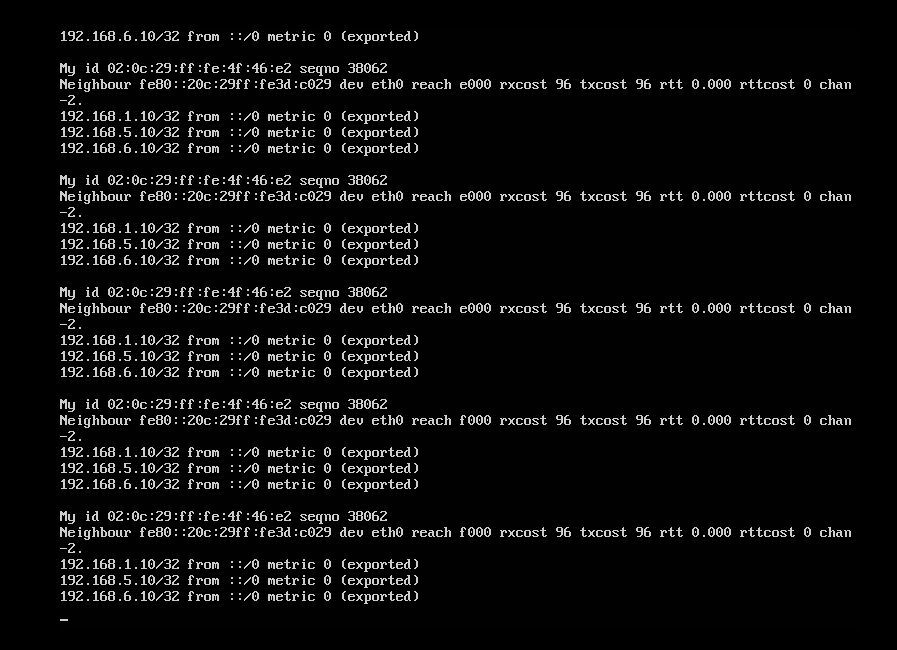 192.168.6.10/32 from ::/0 metric 0 (exported)
My id 02:0c:29:ff:fe:4f:46:e2 seqno 38062
Neighbour fe80::20c:29ff:fe3d:c029 dev eth0 reach e000 rxcost 96 txcost 96 rtt 0.000 rttcost 0 chan
-2.
192.168.1.10/32 from ::/0 metric 0 (exported)
192.168.5.10/32 from ::/0 metric 0 (exported)
192.168.6.10/32 from ::/0 metric 0 (exported)
My id 02:0c:29:ff:fe:4f:46:e2 seqno 38062
Neighbour fe80::20c:29ff:fe3d:c029 dev eth0 reach e000 rxcost 96 txcost 96 rtt 0.000 rttcost 0 chan
-2.
192.168.1.10/32 from ::/0 metric 0 (exported)
192.168.5.10/32 from ::/0 metric 0 (exported)
192.168.6.10/32 from ::/0 metric 0 (exported)
My id 02:0c:29:ff:fe:4f:46:e2 seqno 38062
Neighbour fe80::20c:29ff:fe3d:c029 dev eth0 reach e000 rxcost 96 txcost 96 rtt 0.000 rttcost 0 chan
-2.
192.168.1.10/32 from ::/0 metric 0 (exported)
192.168.5.10/32 from ::/0 metric 0 (exported)
192.168.6.10/32 from ::/0 metric 0 (exported)
My id 02:0c:29:ff:fe:4f:46:e2 seqno 38062
Neighbour fe80::20c:29ff:fe3d:c029 dev eth0 reach f000 rxcost 96 txcost 96 rtt 0.000 rttcost 0 chan
-2.
192.168.1.10/32 from ::/0 metric 0 (exported)
192.168.5.10/32 from ::/0 metric 0 (exported)
192.168.6.10/32 from ::/0 metric 0 (exported)
My id 02:0c:29:ff:fe:4f:46:e2 seqno 38062
Neighbour fe80::20c:29ff:fe3d:c029 dev eth0 reach f000 rxcost 96 txcost 96 rtt 0.000 rttcost 0 chan
-2.
192.168.1.10/32 from ::/0 metric 0 (exported)
192.168.5.10/32 from ::/0 metric 0 (exported)
192.168.6.10/32 from ::/0 metric 0 (exported)